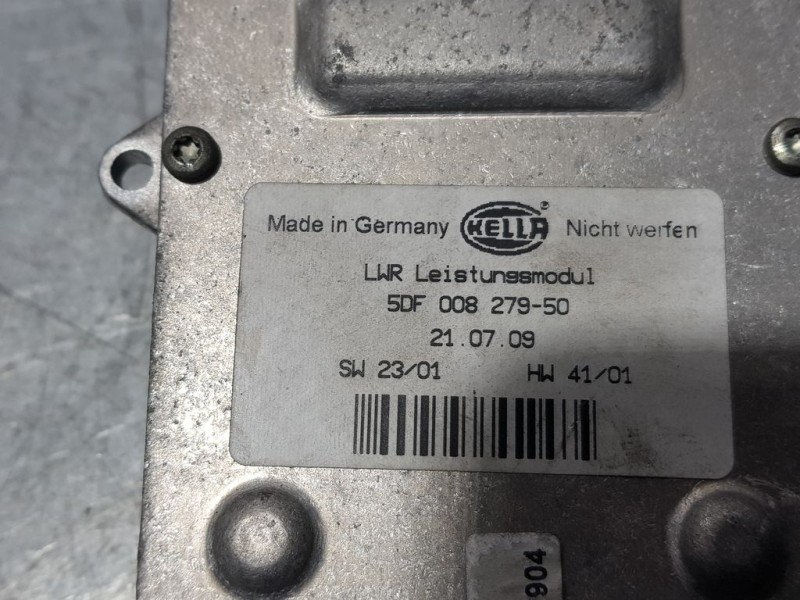 Made in Germany HELLA ® Nicht werfen
LWR Leistungsmodul
5DF 008 279-50
21.07.09
SW 23/01 HW 41/01
904